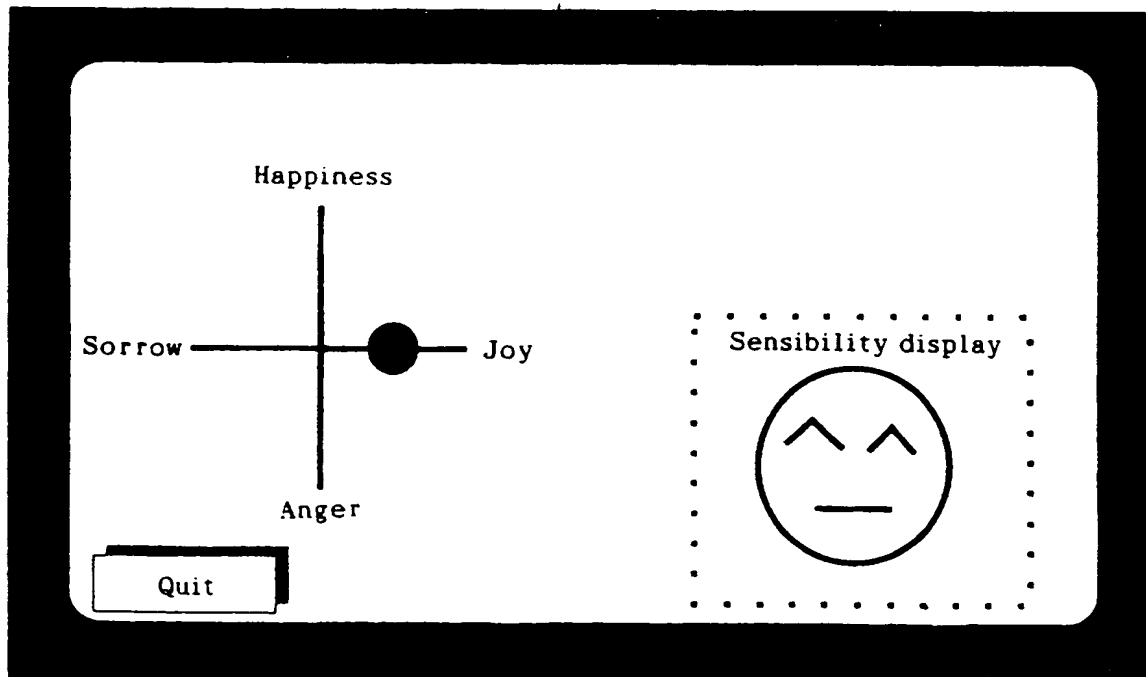 Happiness
Sorrow
Joy
Sensibility display
Anger
Quit